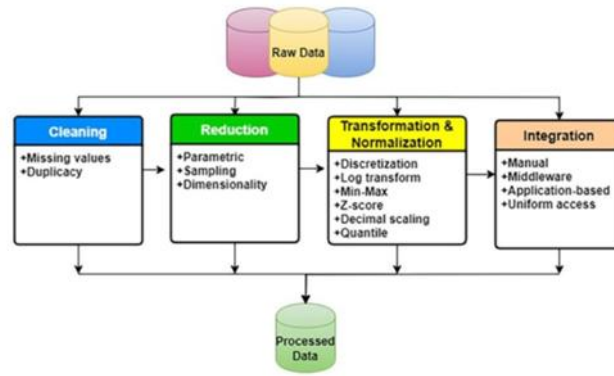 Raw Data
Cleaning
+Missing values
+Duplicacy
Reduction
+Parametric
+Sampling
+Dimensionality
Transformation &
Normalization
+Discretization
+Log transform
+Min-Max
+Z-score
+Decimal scaling
+Quantile
Integration
+Manual
+Middleware
+Application-based
+Uniform access
Processed
Data